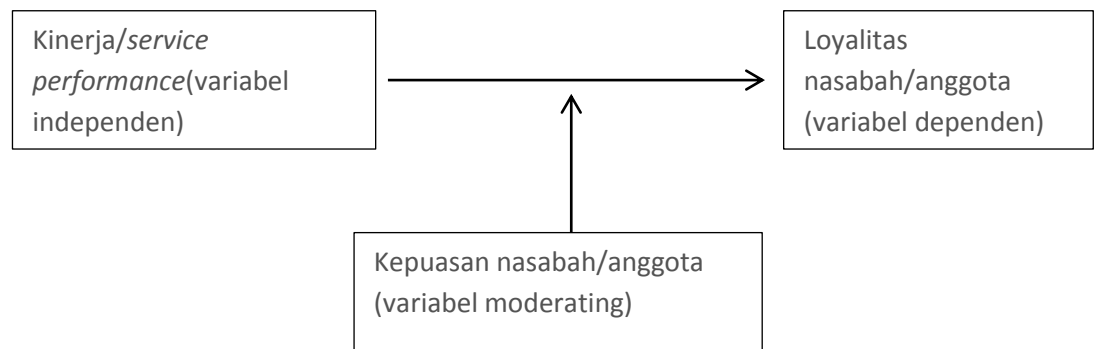 Kinerja/service
performance(variabel
independen)
Loyalitas
nasabah/anggota
(variabel dependen)
Kepuasan nasabah/anggota
(variabel moderating)